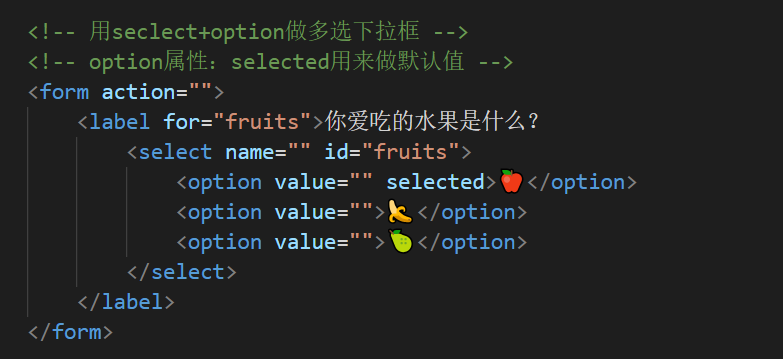 <!-- 用seclect+option做多选下拉框 -->
<!-- option属性：selected用来做默认值 -->
<form action="">
<label for="fruits">你爱吃的水果是什么？
<select name="" id="fruits">
<option value="" selected>🍎</option>
<option value="">🍌</option>
<option value="">🍈</option>
</select>
</label>
</form>